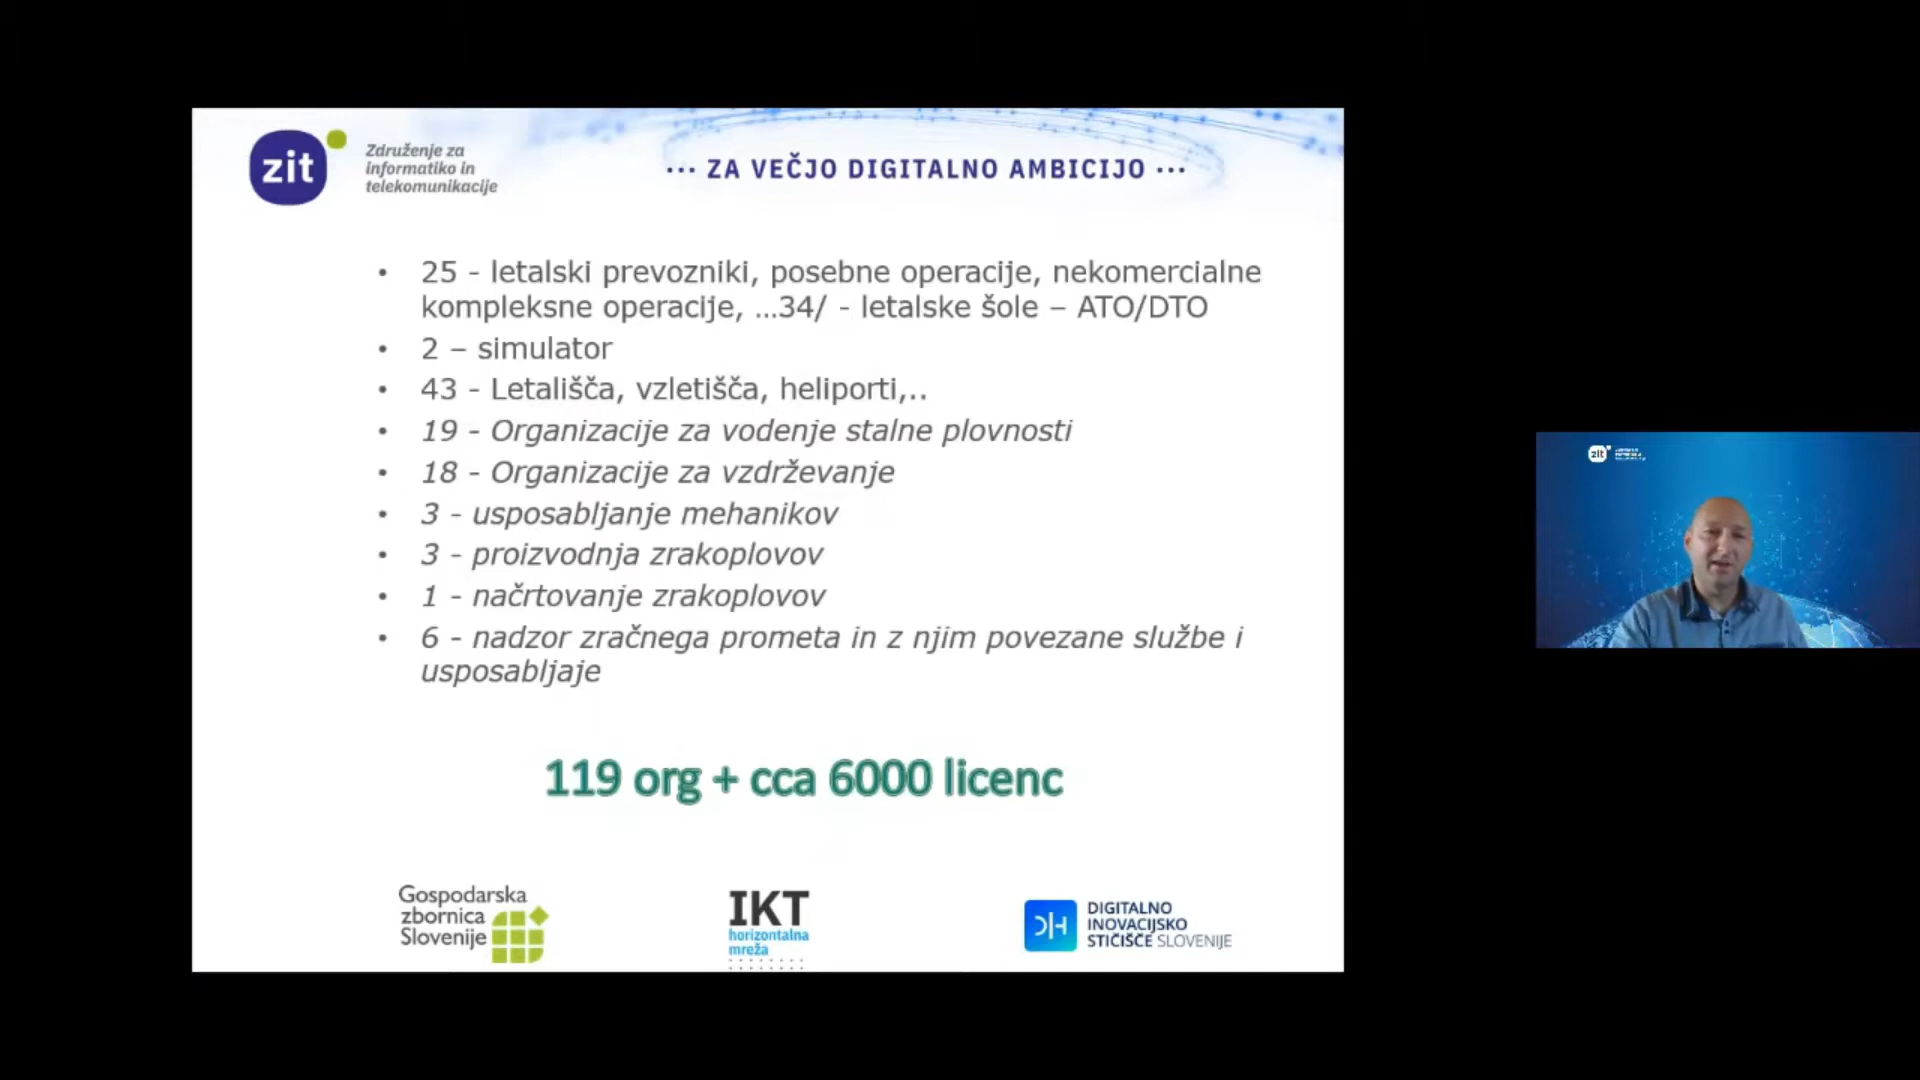 zit
Združenje za
informatiko in
telekomunikacije
··· ZA VEČJO DIGITALNO AMBICIJO ···
• 25 - letalski prevozniki, posebne operacije, nekomercialne
kompleksne operacije, …34/ - letalske šole – ATO/DTO
• 2 – simulator
• 43 - Letališča, vzletišča, heliporti,..
• 19 - Organizacije za vodenje stalne plovnosti
• 18 - Organizacije za vzdrževanje
• 3 - usposabljanje mehanikov
• 3 - proizvodnja zrakoplovov
• 1 - načrtovanje zrakoplovov
• 6 - nadzor zračnega prometa in z njim povezane službe i
usposabljaje
119 org + cca 6000 licenc
Gospodarska
zbornica
Slovenije
IKT
horizontalna
mreža
DIGITALNO
INOVACIJSKO
STIČIŠČE SLOVENIJE
zit